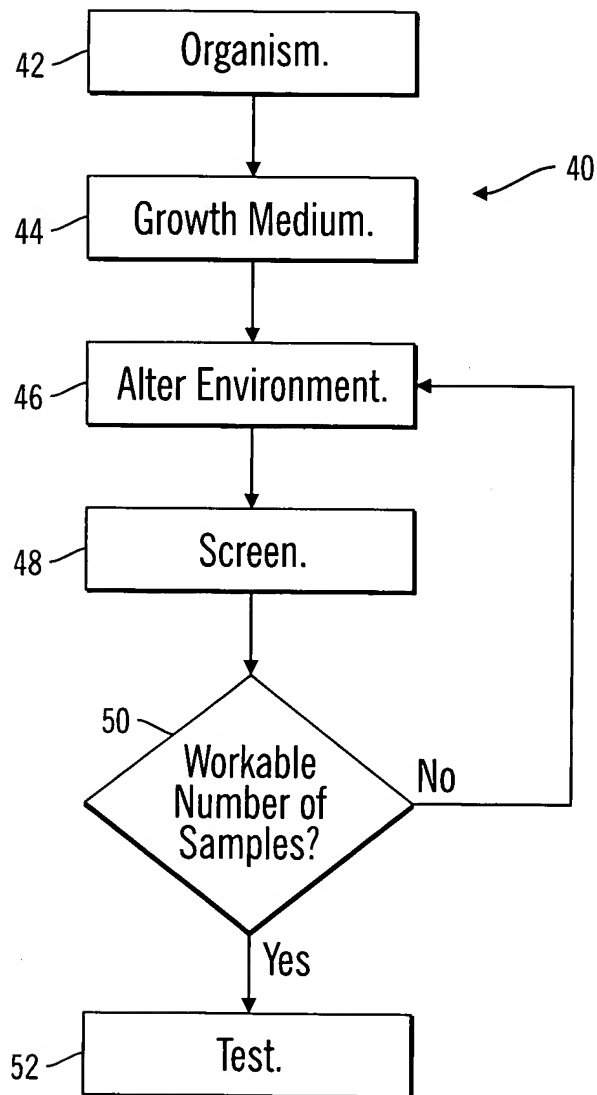 42
Organism.
40
44
Growth Medium.
46
Alter Environment.
48
Screen.
50
Workable
Number of
Samples?
No
Yes
52
Test.